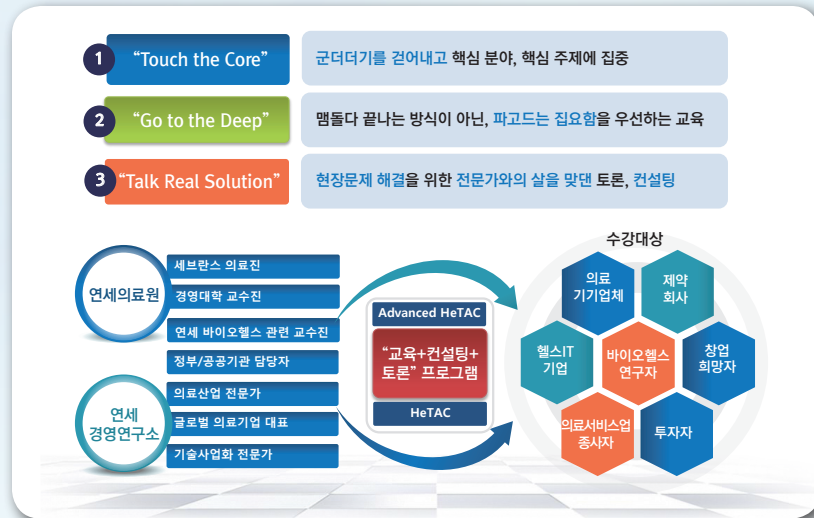 1 "Touch the Core" 군더더기를 걷어내고 핵심 분야, 핵심 주제에 집중
2 "Go to the Deep" 맴돌다 끝나는 방식이 아닌, 파고드는 집요함을 우선하는 교육
3 "Talk Real Solution" 현장문제 해결을 위한 전문가와의 살을 맞댄 토론, 컨설팅
연세의료원
세브란스 의료진
경영대학 교수진
연세 바이오헬스 관련 교수진
정부/공공기관 담당자
연세
경영연구소
의료산업 전문가
글로벌 의료기업 대표
기술사업화 전문가
Advanced HeTAC
"교육+컨설팅+
토론" 프로그램
HeTAC
수강대상
의료
기기업체
제약
회사
헬스IT
기업
바이오헬스
연구자
창업
희망자
의료서비스업
종사자
투자자